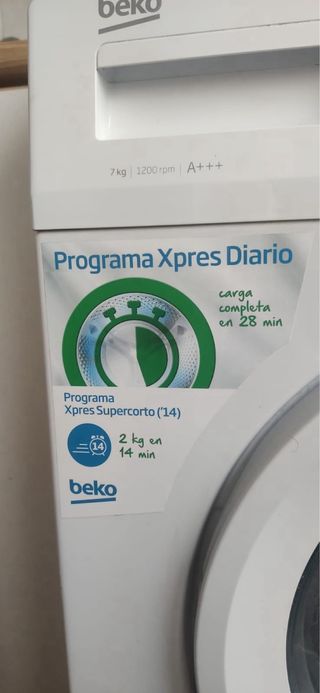 beko
7 kg | 1200 rpm | A+++
Programa Xpres Diario
carga
completa
en 28 min
Programa
Xpres Supercorto ('14)
14
2 kg en
14 min
beko